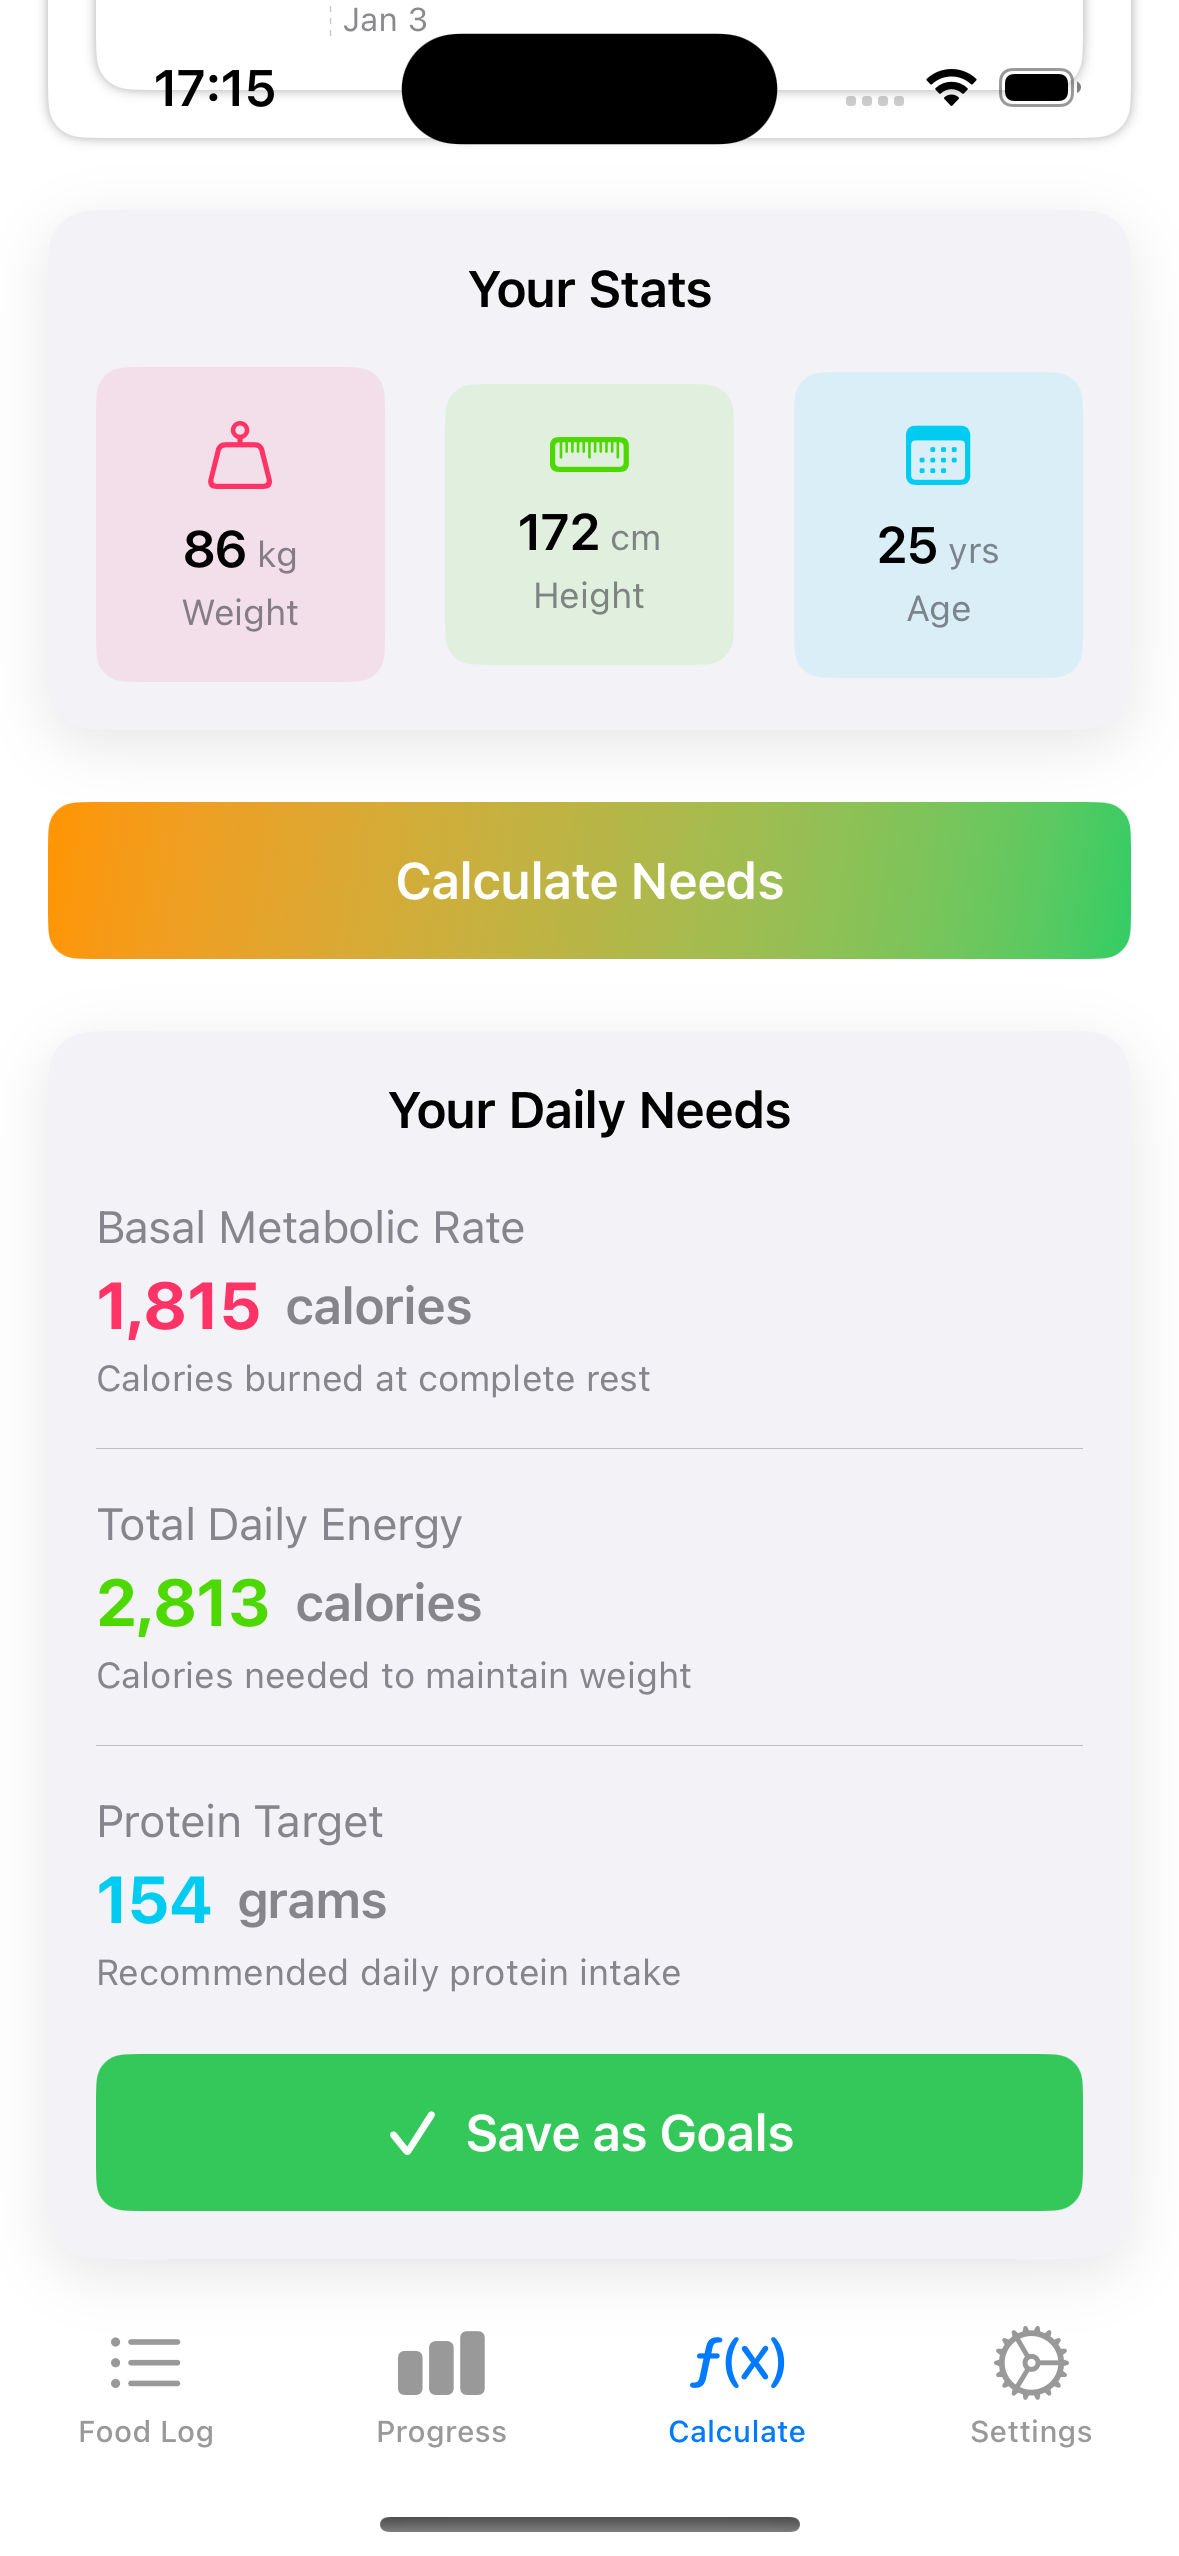 Jan 3
17:15
Your Stats
86 kg
Weight
172 cm
Height
25 yrs
Age
Calculate Needs
Your Daily Needs
Basal Metabolic Rate
1,815 calories
Calories burned at complete rest
Total Daily Energy
2,813 calories
Calories needed to maintain weight
Protein Target
154 grams
Recommended daily protein intake
Save as Goals
f(x)
Food Log
Progress
Calculate
Settings